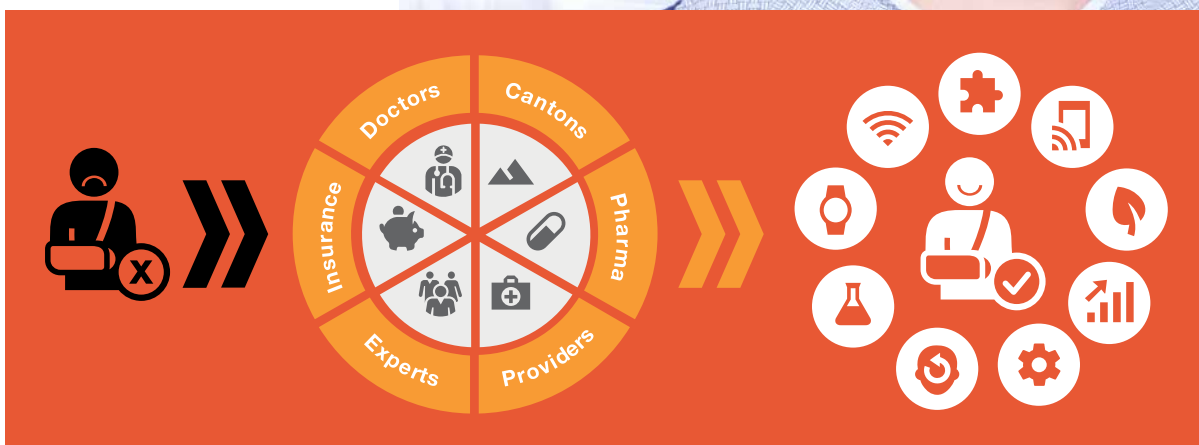 Doctors
Cantons
Insurance
Pharma
Experts
Providers
X